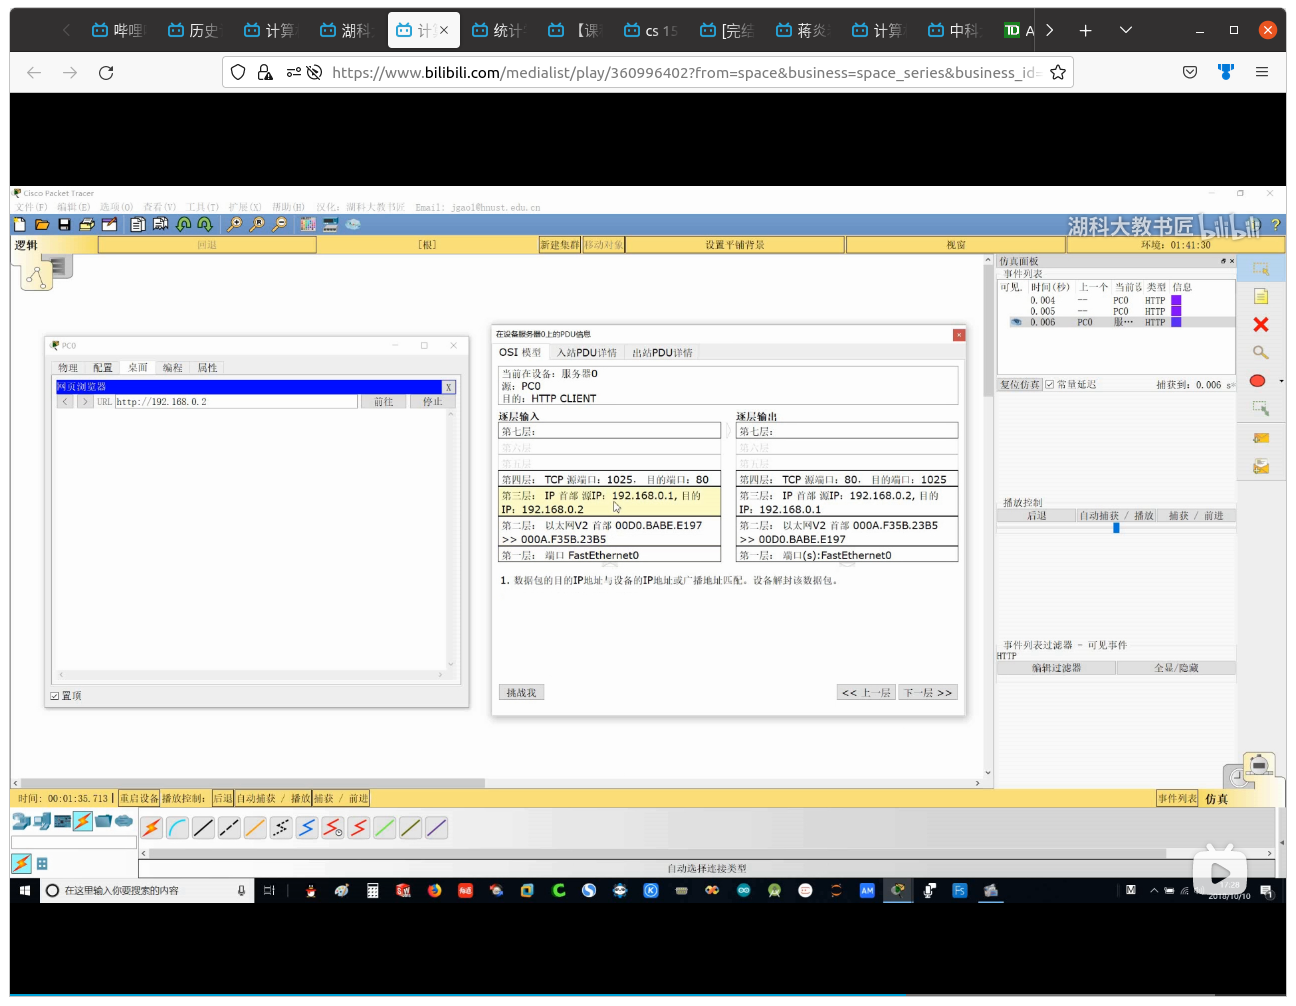 哔哩
历史
计算
湖科
计
统计
【课
cs 15
[完结
蒋炎
计算
中科
TD A
https://www.bilibili.com/medialist/play/360996402?from=space&business=space_series&business_id=
Cisco Packet Tracer
文件(F) 编辑(E) 选项(O) 查看(V) 工具(T) 扩展(X) 帮助(H) 汉化：湖科大教书匠 Email: jgaol@hnust.edu.cn
湖科大教书匠 bilibili
逻辑 回退 [根] 新建集群 移动对象 设置平铺背景 视窗 环境：01:41:30
仿真面板
事件列表
可见. 时间(秒) 上一个 当前设 类型 信息
0.004 -- PC0 HTTP
0.005 -- PC0 HTTP
0.006 PC0 服… HTTP
复位仿真 常量延迟 捕获到：0.006 s
播放控制
后退 自动捕获 / 播放 捕获 / 前进
事件列表过滤器 - 可见事件
HTTP
编辑过滤器 全显/隐藏
PC0
物理 配置 桌面 编程 属性
网页浏览器 X
< > URL http://192.168.0.2 前往 停止
置顶
在设备服务器0上的PDU信息
OSI 模型 入站PDU详情 出站PDU详情
当前在设备：服务器0
源：PC0
目的：HTTP CLIENT
逐层输入
第七层：
第六层
第五层
第四层： TCP 源端口：1025， 目的端口：80
第三层： IP 首部 源IP：192.168.0.1, 目的
IP：192.168.0.2
第二层： 以太网V2 首部 00D0.BABE.E197
>> 000A.F35B.23B5
第一层： 端口 FastEthernet0
逐层输出
第七层：
第六层
第五层
第四层： TCP 源端口：80， 目的端口：1025
第三层： IP 首部 源IP：192.168.0.2, 目的
IP：192.168.0.1
第二层： 以太网V2 首部 000A.F35B.23B5
>> 00D0.BABE.E197
第一层： 端口(s):FastEthernet0
1. 数据包的目的IP地址与设备的IP地址或广播地址匹配。设备解封该数据包。
挑战我 << 上一层 下一层 >>
时间：00:01:35.713 重启设备 播放控制： 后退 自动捕获 / 播放 捕获 / 前进 事件列表 仿真
自动选择连接类型
在这里输入你要搜索的内容
17:28
2018/10/10